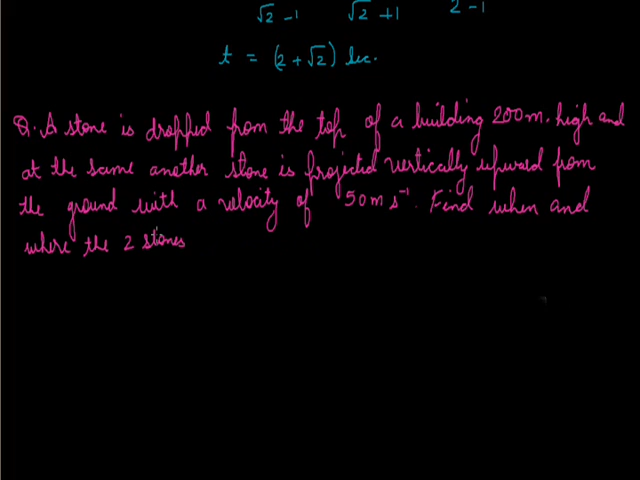 √2 - 1 √2 + 1 2 - 1
t = (2 + √2) sec.
Q. A stone is dropped from the top of a building 200m. high and
at the same another stone is projected vertically upward from
the ground with a velocity of 50 m s⁻¹. Find when and
where the 2 stones